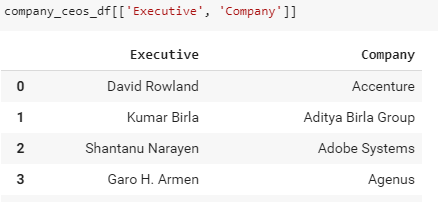 company_ceos_df[['Executive', 'Company']]
Executive Company
0 David Rowland Accenture
1 Kumar Birla Aditya Birla Group
2 Shantanu Narayen Adobe Systems
3 Garo H. Armen Agenus